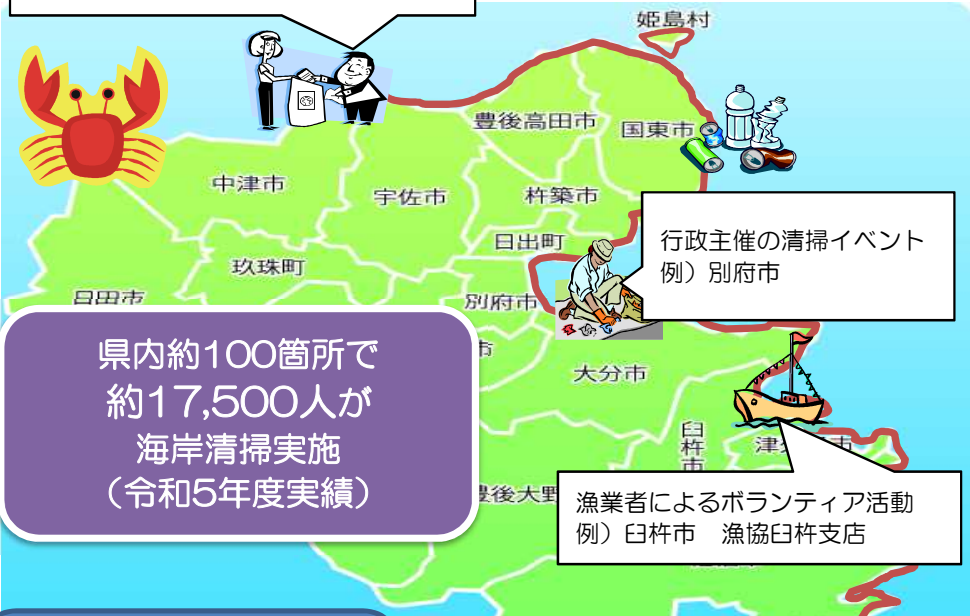 姫島村
豊後高田市
国東市
中津市
宇佐市
杵築市
行政主催の清掃イベント
例）別府市
日出町
玖珠町
日田市
別府市
県内約100箇所で
約17,500人が
海岸清掃実施
（令和5年度実績）
市
大分市
臼杵市
津
市
豊後大野
漁業者によるボランティア活動
例）臼杵市　漁協臼杵支店